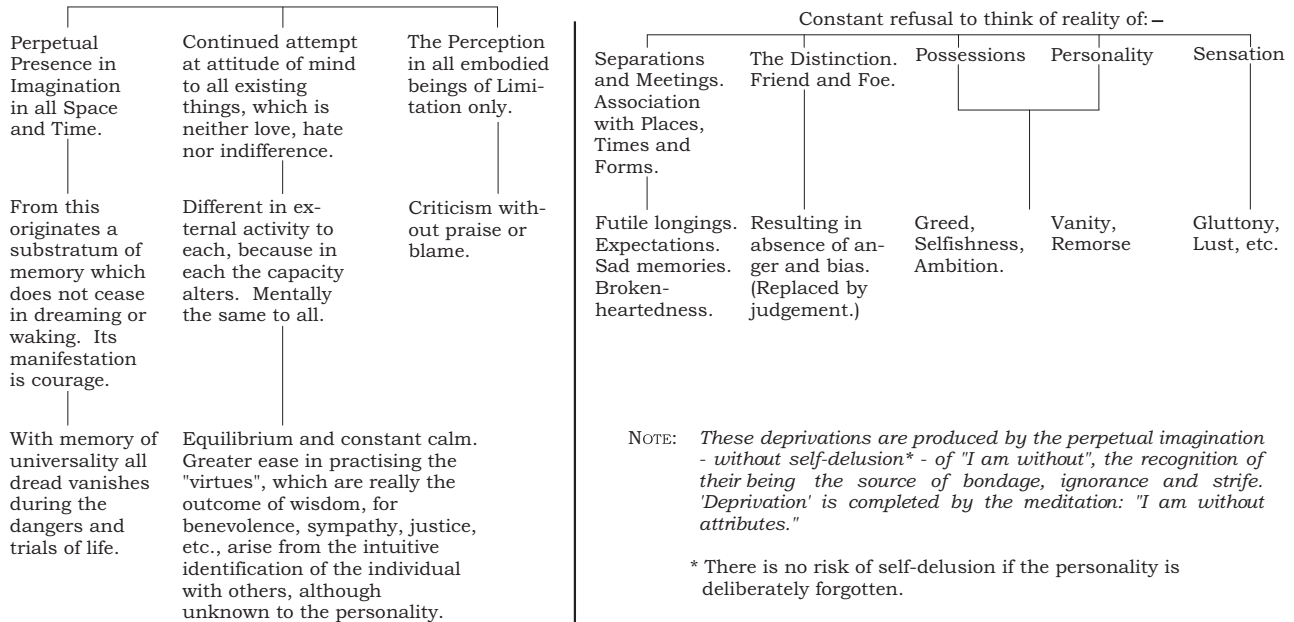 Perpetual
Presence in
Imagination
in all Space
and Time.
From this
originates a
substratum of
memory which
does not cease
in dreaming or
waking. Its
manifestation
is courage.
With memory of
universality all
dread vanishes
during the
dangers and
trials of life.
Continued attempt
at attitude of mind
to all existing
things, which is
neither love, hate
nor indifference.
Different in ex-
ternal activity to
each, because in
each the capacity
alters. Mentally
the same to all.
Equilibrium and constant calm.
Greater ease in practising the
"virtues", which are really the
outcome of wisdom, for
benevolence, sympathy, justice,
etc., arise from the intuitive
identification of the individual
with others, although
unknown to the personality.
The Perception
in all embodied
beings of Limi-
tation only.
Criticism with-
out praise or
blame.
Constant refusal to think of reality of:–
Separations
and Meetings.
Association
with Places,
Times and
Forms.
Futile longings.
Expectations.
Sad memories.
Broken-
heartedness.
The Distinction.
Friend and Foe.
Resulting in
absence of an-
ger and bias.
(Replaced by
judgement.)
Possessions
Greed,
Selfishness,
Ambition.
Personality
Vanity,
Remorse
Sensation
Gluttony,
Lust, etc.
NOTE: These deprivations are produced by the perpetual imagination
- without self-delusion* - of "I am without", the recognition of
their being the source of bondage, ignorance and strife.
'Deprivation' is completed by the meditation: "I am without
attributes."
* There is no risk of self-delusion if the personality is
deliberately forgotten.